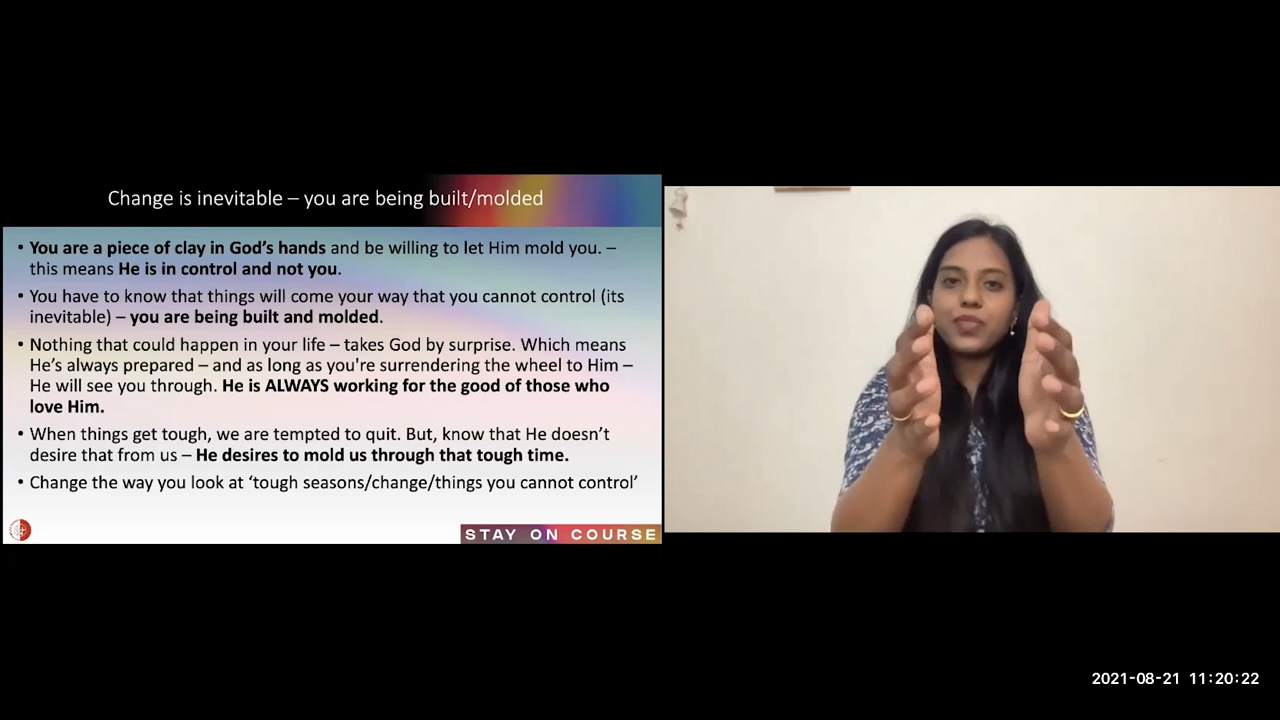 Change is inevitable – you are being built/molded
• You are a piece of clay in God’s hands and be willing to let Him mold you. –
this means He is in control and not you.
• You have to know that things will come your way that you cannot control (its
inevitable) – you are being built and molded.
• Nothing that could happen in your life – takes God by surprise. Which means
He’s always prepared – and as long as you're surrendering the wheel to Him –
He will see you through. He is ALWAYS working for the good of those who
love Him.
• When things get tough, we are tempted to quit. But, know that He doesn’t
desire that from us – He desires to mold us through that tough time.
• Change the way you look at ‘tough seasons/change/things you cannot control’
STAY ON COURSE
2021-08-21 11:20:22